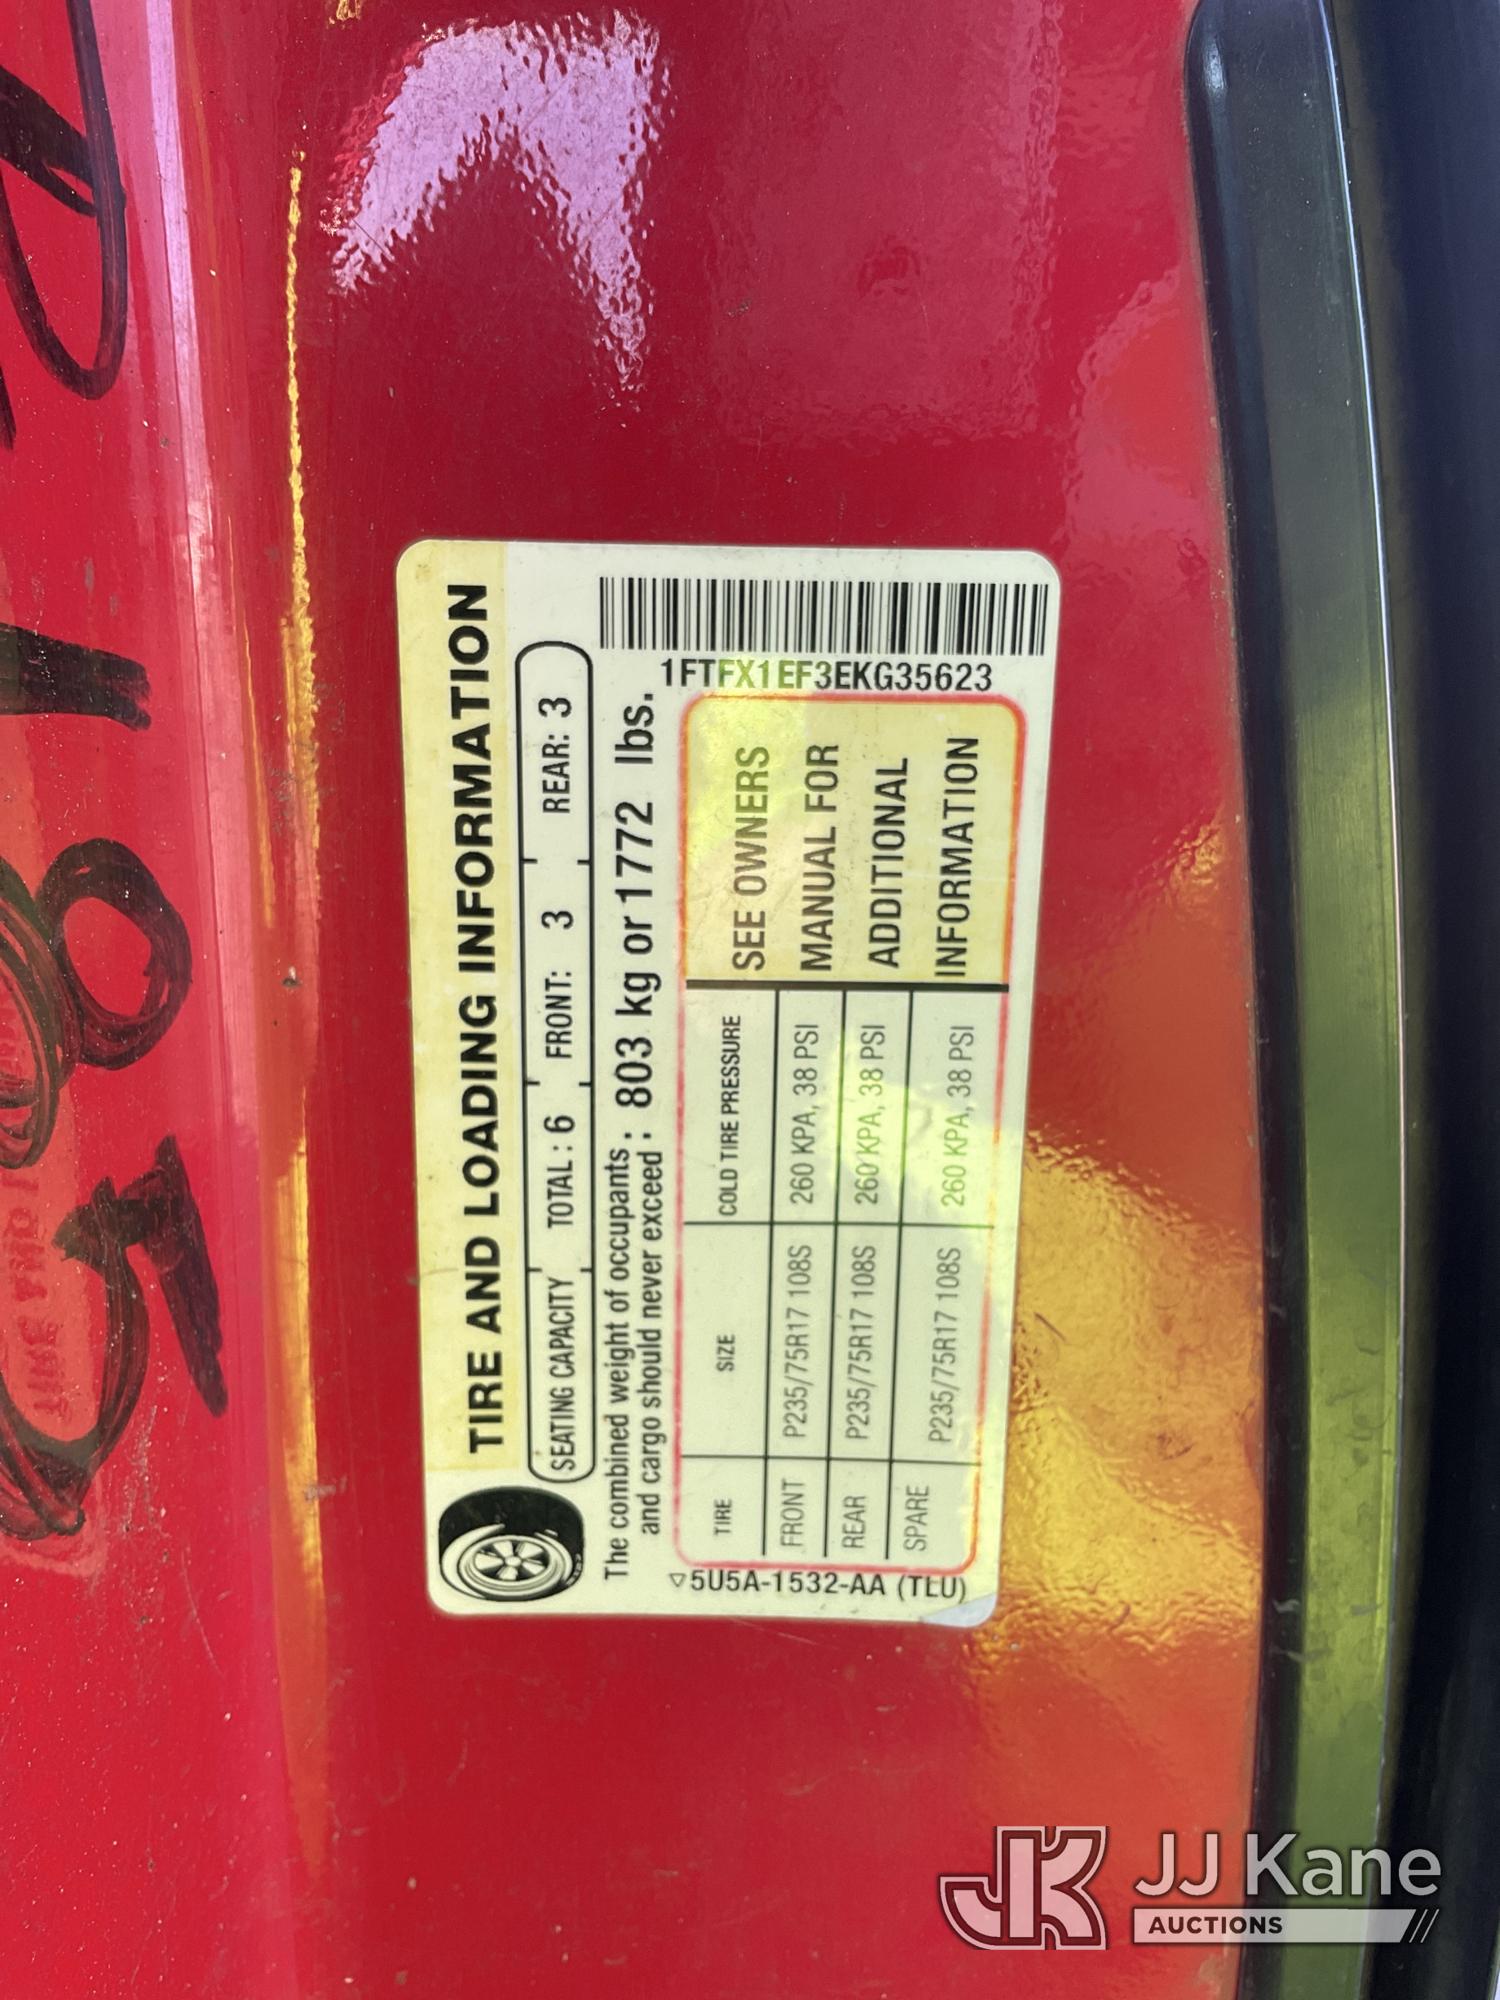 TIRE AND LOADING INFORMATION
SEATING CAPACITY TOTAL: 6 FRONT: 3 REAR: 3
The combined weight of occupants
and cargo should never exceed : 803 kg or 1772 lbs.
1FTFX1EF3EKG35623
TIRE SIZE COLD TIRE PRESSURE
FRONT P235/75R17 108S 260 KPA, 38 PSI
REAR P235/75R17 108S 260 KPA, 38 PSI
SPARE P235/75R17 108S 260 KPA, 38 PSI
SEE OWNERS
MANUAL FOR
ADDITIONAL
INFORMATION
▽5U5A-1532-AA (TLU)
JK JJ Kane
AUCTIONS